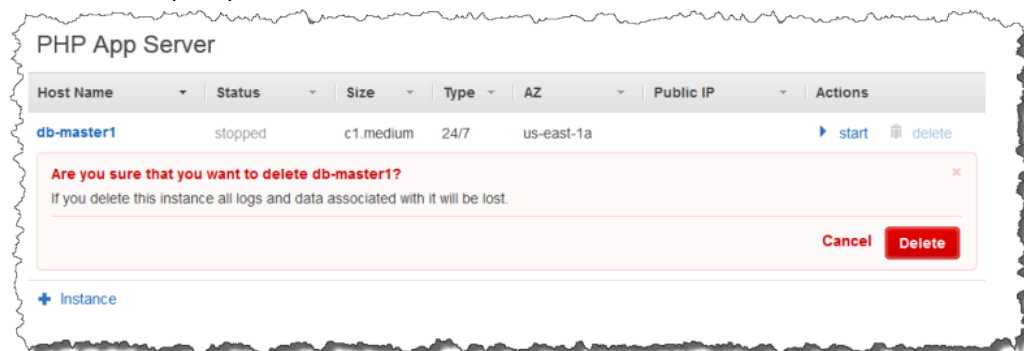 PHP App Server
Host Name Status Size Type AZ Public IP Actions
db-master1 stopped c1.medium 24/7 us-east-1a start delete
Are you sure that you want to delete db-master1?
If you delete this instance all logs and data associated with it will be lost.
Cancel Delete
Instance